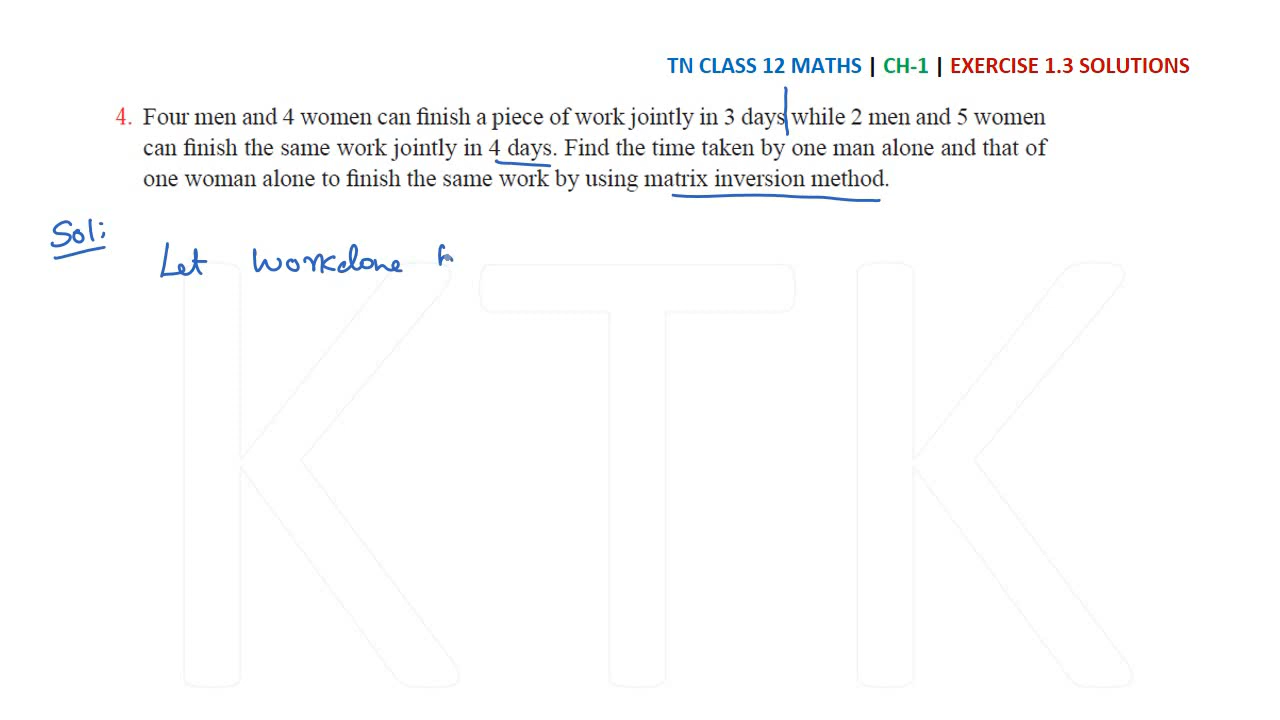 TN CLASS 12 MATHS | CH-1 | EXERCISE 1.3 SOLUTIONS
4. Four men and 4 women can finish a piece of work jointly in 3 days while 2 men and 5 women
can finish the same work jointly in 4 days. Find the time taken by one man alone and that of
one woman alone to finish the same work by using matrix inversion method.
Sol:
Let workdone
KTK